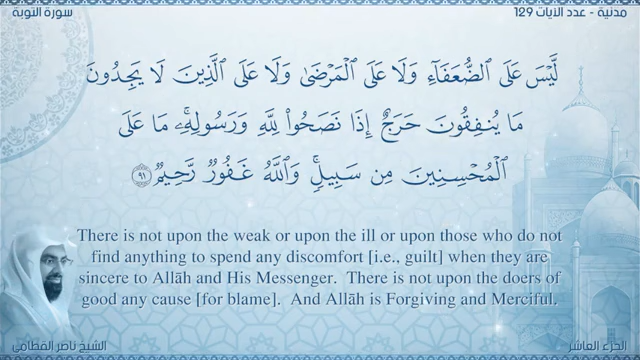 سورة التوبة
مدنية - عدد الآيات 129
لَّيْسَ عَلَى الضُّعَفَاءِ وَلَا عَلَى الْمَرْضَىٰ وَلَا عَلَى الَّذِينَ لَا يَجِدُونَ
مَا يُنفِقُونَ حَرَجٌ إِذَا نَصَحُوا لِلَّهِ وَرَسُولِهِ ۚ مَا عَلَى
الْمُحْسِنِينَ مِن سَبِيلٍ ۚ وَاللَّهُ غَفُورٌ رَّحِيمٌ ٩١
There is not upon the weak or upon the ill or upon those who do not
find anything to spend any discomfort [i.e., guilt] when they are
sincere to Allāh and His Messenger. There is not upon the doers of
good any cause [for blame]. And Allāh is Forgiving and Merciful.
الشيخ ناصر القطامي
الجزء العاشر